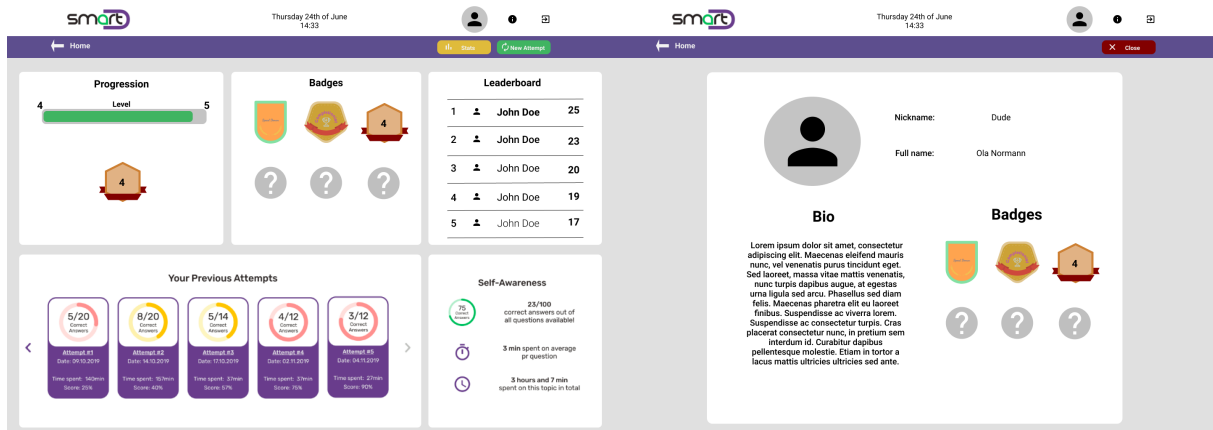 smart
Thursday 24th of June
14:33
Home
Stats
New Attempt
Progression
4
Level
5
4
Badges
4
?
?
?
Leaderboard
1 John Doe 25
2 John Doe 23
3 John Doe 20
4 John Doe 19
5 John Doe 17
Your Previous Attempts
5/20
Correct
Answers
Attempt #1
Date: 09.10.2019
Time spent: 140min
Score: 25%
8/20
Correct
Answers
Attempt #2
Date: 14.10.2019
Time spent: 157min
Score: 40%
5/14
Correct
Answers
Attempt #3
Date: 17.10.2019
Time spent: 37min
Score: 57%
4/12
Correct
Answers
Attempt #4
Date: 02.11.2019
Time spent: 37min
Score: 75%
3/12
Correct
Answers
Attempt #5
Date: 04.11.2019
Time spent: 27min
Score: 90%
Self-Awareness
75
Correct
Answers
23/100
correct answers out of
all questions available!
3 min spent on average
pr question
3 hours and 7 min
spent on this topic in total
smart
Thursday 24th of June
14:33
Home
Close
Nickname: Dude
Full name: Ola Normann
Bio
Lorem ipsum dolor sit amet, consectetur
adipiscing elit. Maecenas eleifend mauris
nunc, vel venenatis purus tincidunt eget.
Sed laoreet, massa vitae mattis venenatis,
nunc turpis dapibus augue, at egestas
urna ligula sed arcu. Phasellus sed diam
felis. Maecenas pharetra elit eu laoreet
finibus. Suspendisse ac viverra lorem.
Suspendisse ac consectetur turpis. Cras
placerat consectetur nunc, in pretium sem
interdum id. Curabitur dapibus
pellentesque molestie. Etiam in tortor a
lacus mattis ultricies ultricies sed ante.
Badges
4
?
?
?